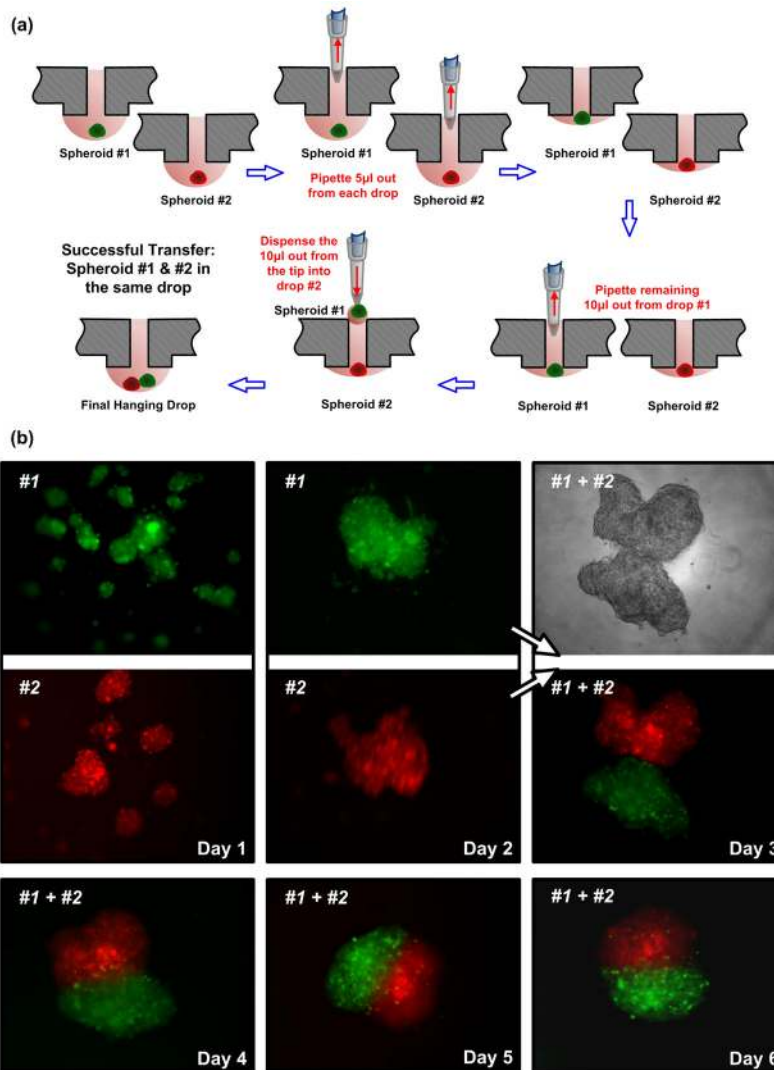 (a)
Spheroid #1
Spheroid #2
Spheroid #1
Pipette 5µl out
from each drop
Spheroid #2
Spheroid #1
Spheroid #2
Successful Transfer:
Spheroid #1 & #2 in
the same drop
Final Hanging Drop
Dispense the
10µl out from
the tip into
drop #2
Spheroid #1
Spheroid #2
Pipette remaining
10µl out from drop #1
Spheroid #1
Spheroid #2
(b)
#1
#1
#1 + #2
#2
Day 1
#2
Day 2
#1 + #2
Day 3
#1 + #2
Day 4
#1 + #2
Day 5
#1 + #2
Day 6